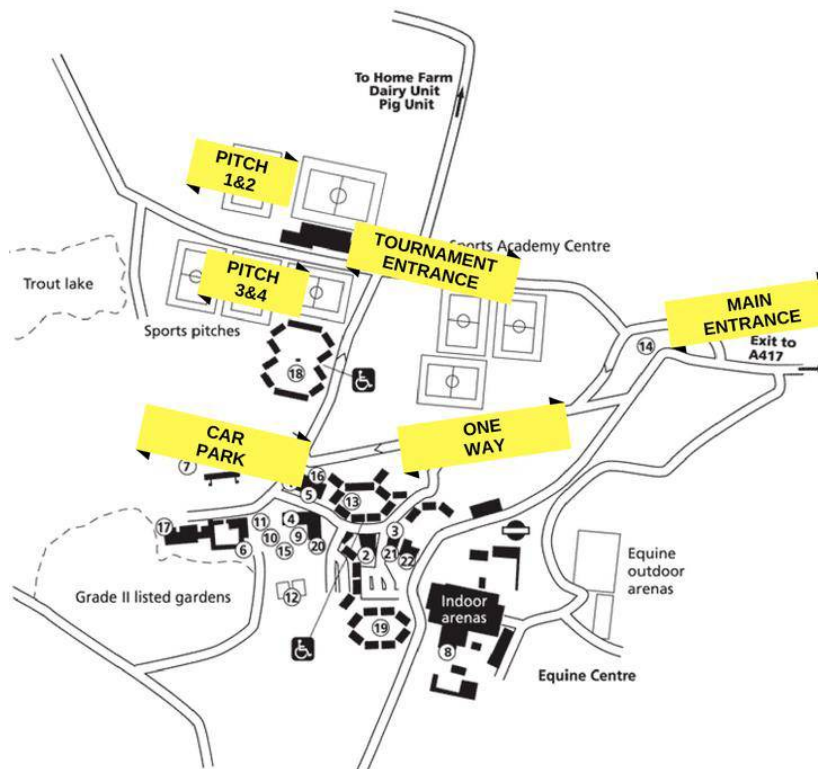 To Home Farm
Dairy Unit
Pig Unit
PITCH
1&2
TOURNAMENT
ENTRANCE
Sports Academy Centre
Trout lake
PITCH
3&4
MAIN
ENTRANCE
Sports pitches
Exit to
A417
14
18
CAR
PARK
ONE
WAY
7
16
5
13
17
11
4
3
10
9
6
15
20
2
21
22
Equine
outdoor
arenas
Grade II listed gardens
12
Indoor
arenas
19
8
Equine Centre